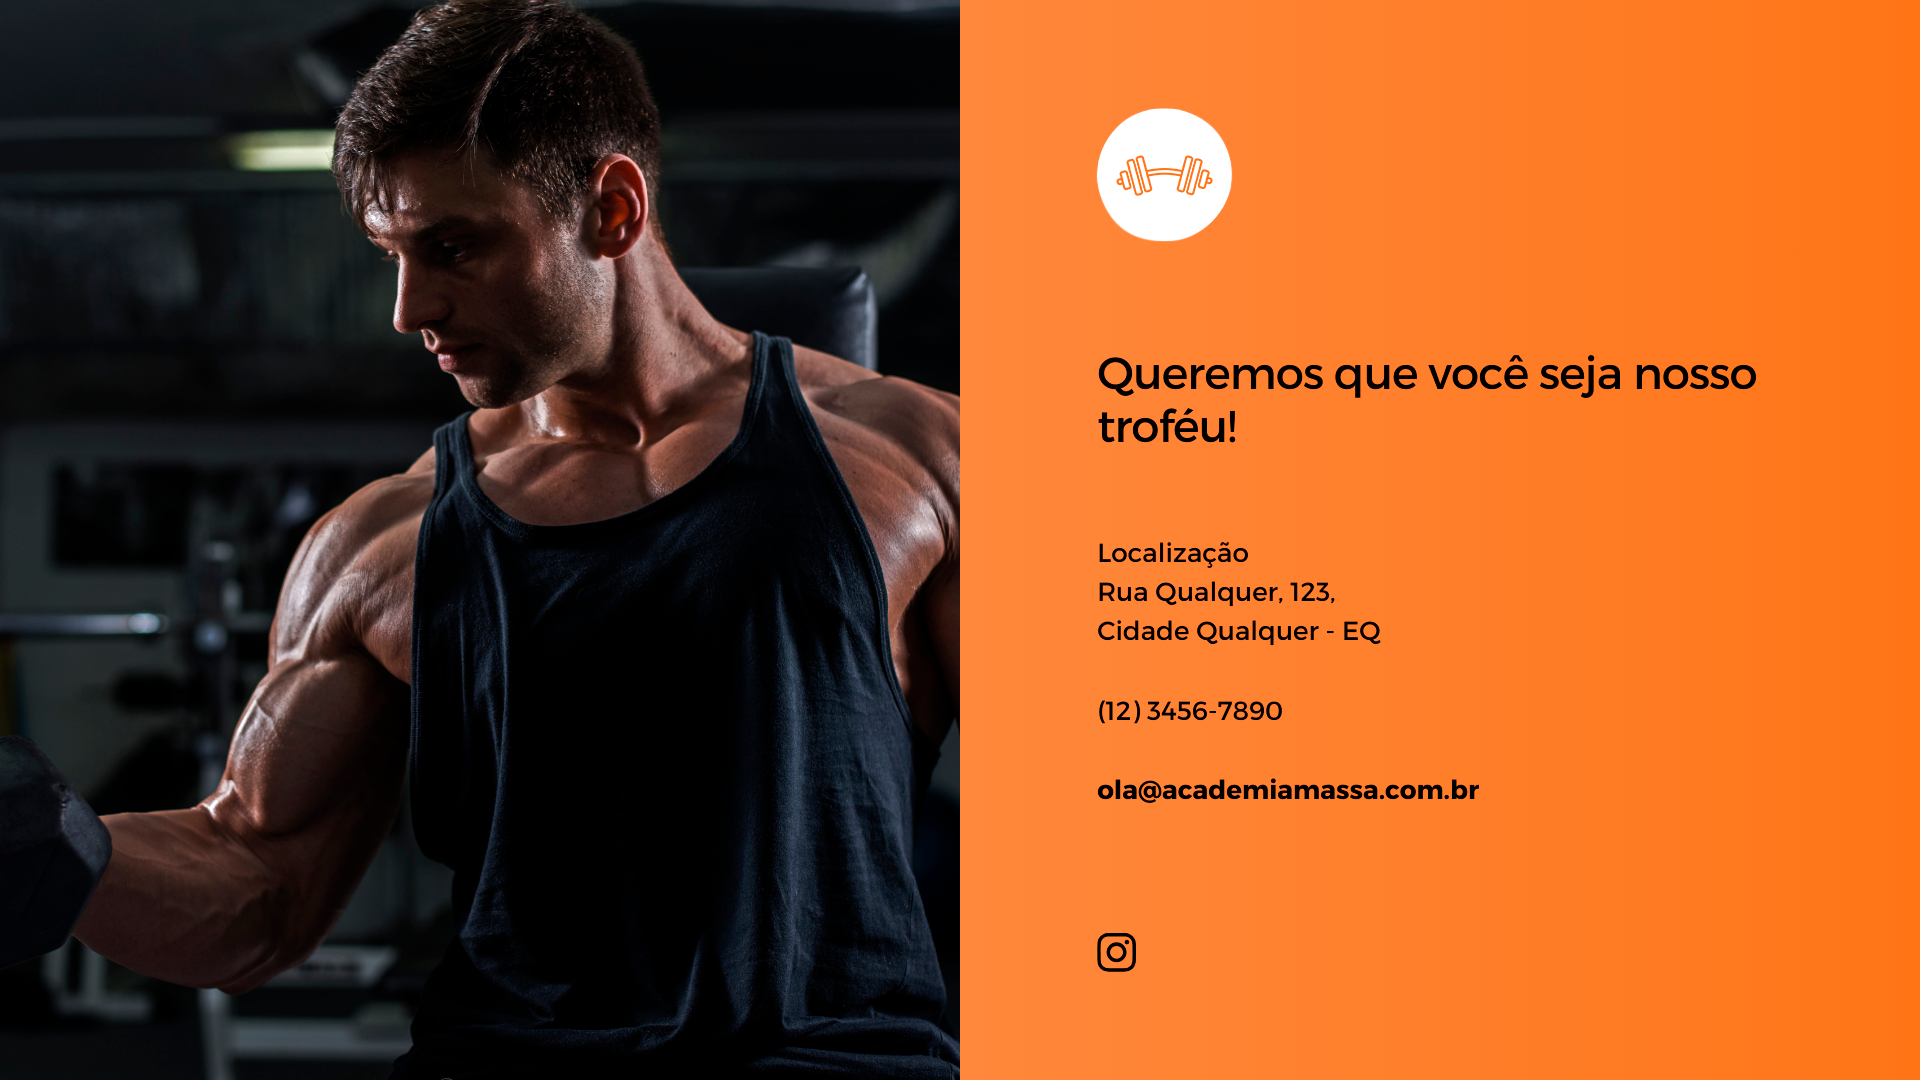 Queremos que você seja nosso
troféu!
Localização
Rua Qualquer, 123,
Cidade Qualquer - EQ
(12) 3456-7890
ola@academiamassa.com.br